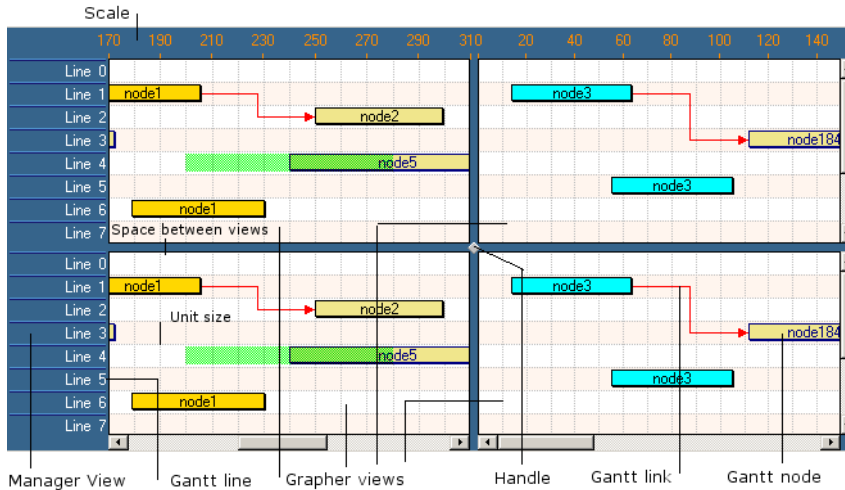 Scale
170 190 210 230 250 270 290 310 20 40 60 80 100 120 140
Line 0
Line 1 node1 node3
Line 2 node2
Line 3 node184
Line 4 node5
Line 5 node3
Line 6 node1
Line 7 Space between views
Line 0
Line 1 node1 node3
Line 2 node2
Unit size
Line 3 node184
Line 4 node5
Line 5 node3
Line 6 node1
Line 7
Manager View Gantt line Grapher views Handle Gantt link Gantt node